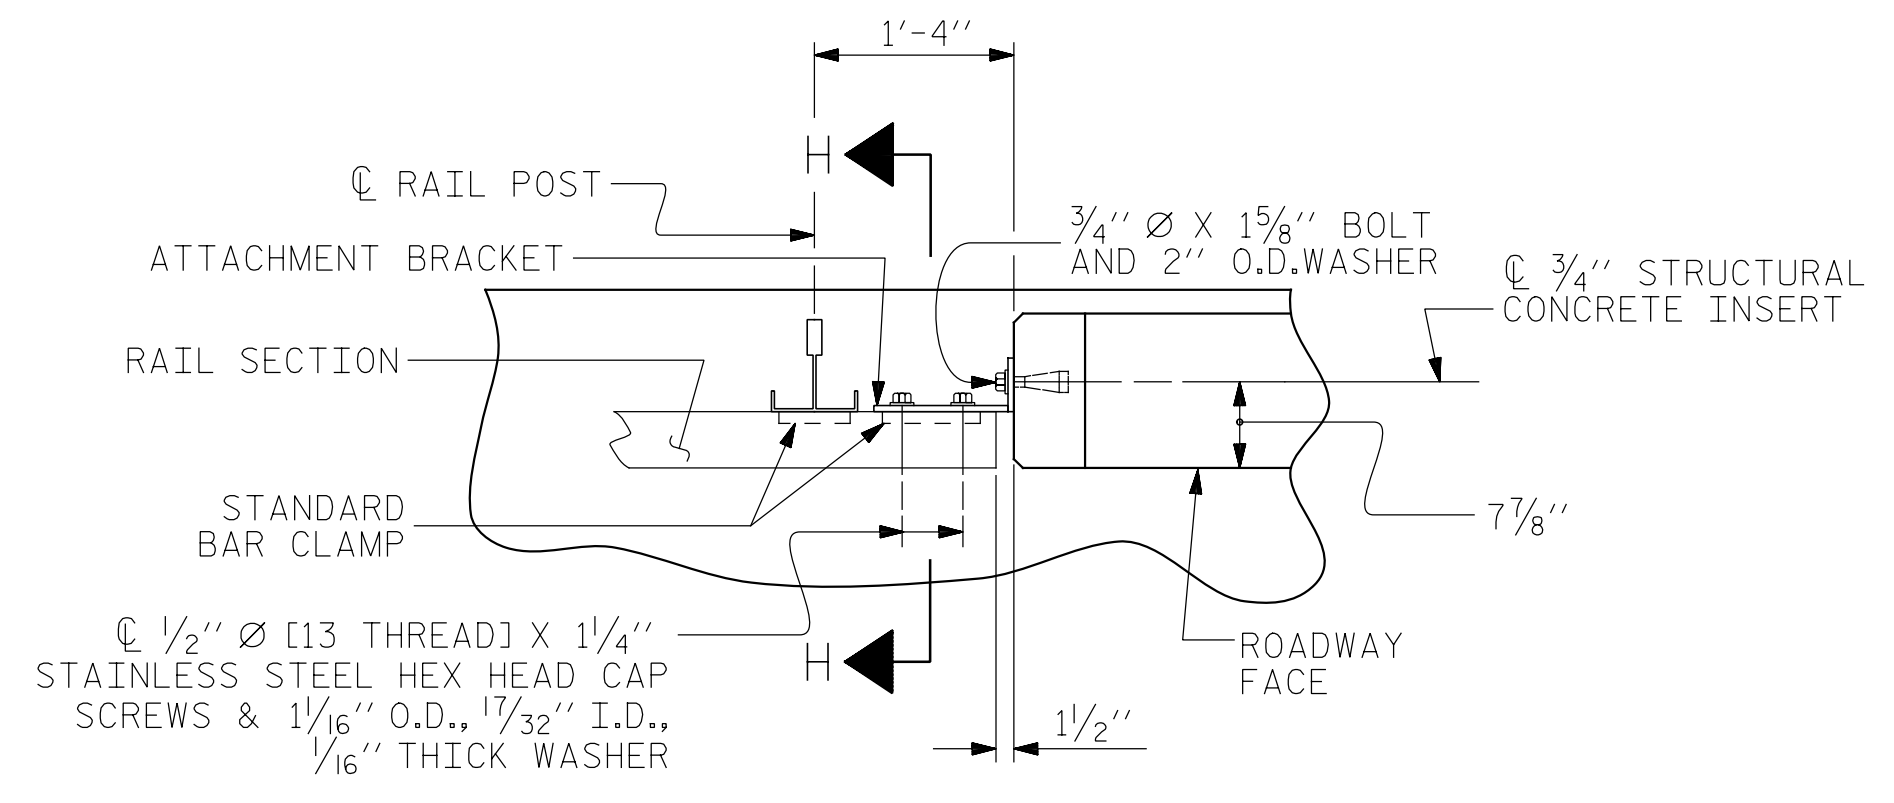 1'-4"
H
℄ RAIL POST
ATTACHMENT BRACKET
3/4" Ø X 1 5/8" BOLT
AND 2" O.D.WASHER
℄ 3/4" STRUCTURAL
CONCRETE INSERT
RAIL SECTION
STANDARD
BAR CLAMP
7 7/8"
℄ 1/2" Ø [13 THREAD] X 1 1/4"
STAINLESS STEEL HEX HEAD CAP
SCREWS & 1 1/16" O.D., 17/32" I.D.,
1/16" THICK WASHER
H
ROADWAY
FACE
1 1/2"